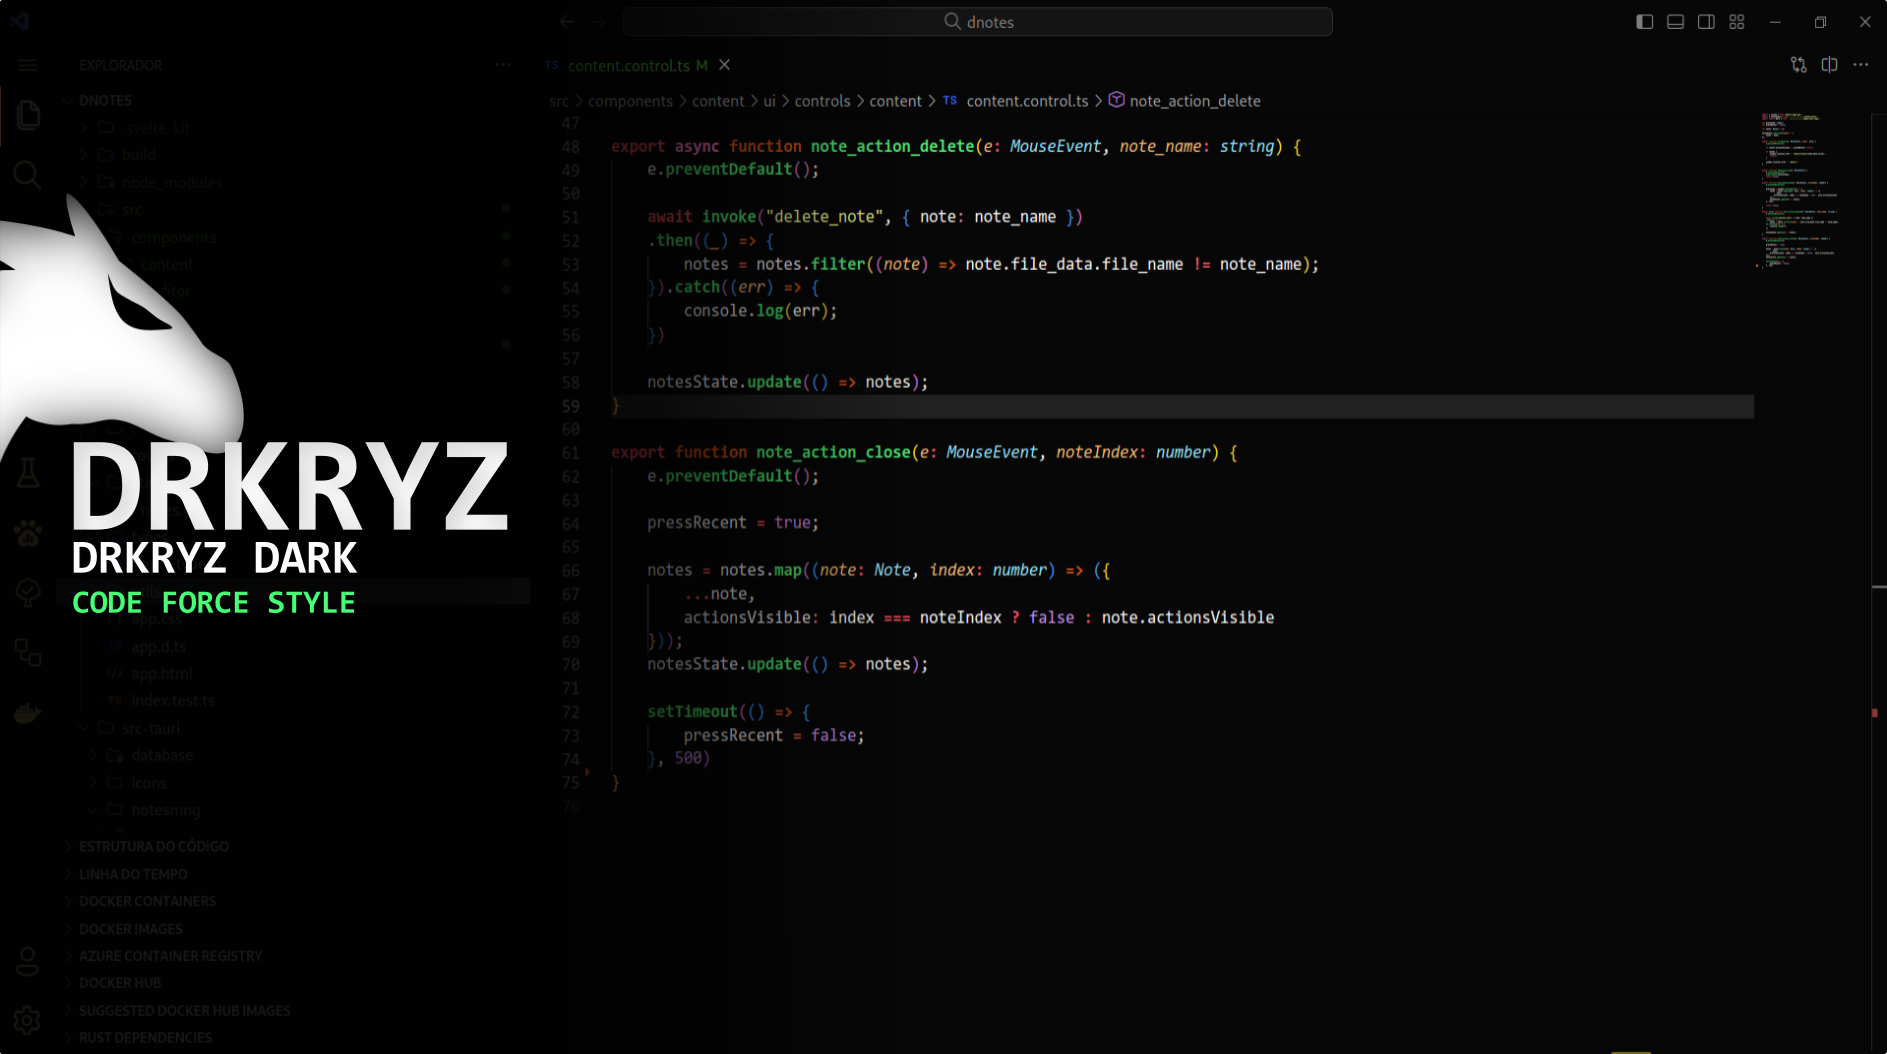 dnotes
EXPLORADOR
TS content.control.ts M
DNOTES
src > components > content > ui > controls > content > TS content.control.ts > note_action_delete
.svelte-kit
build
node_modules
src
components
content
DRKRYZ
DRKRYZ DARK
CODE FORCE STYLE
app.css
TS app.d.ts
app.html
TS index.test.ts
src-tauri
database
icons
notesmng
ESTRUTURA DO CÓDIGO
LINHA DO TEMPO
DOCKER CONTAINERS
DOCKER IMAGES
AZURE CONTAINER REGISTRY
DOCKER HUB
SUGGESTED DOCKER HUB IMAGES
RUST DEPENDENCIES
47
48 export async function note_action_delete(e: MouseEvent, note_name: string) {
49 e.preventDefault();
50
51 await invoke("delete_note", { note: note_name })
52 .then((_) => {
53 notes = notes.filter((note) => note.file_data.file_name != note_name);
54 }).catch((err) => {
55 console.log(err);
56 })
57
58 notesState.update(() => notes);
59 }
60
61 export function note_action_close(e: MouseEvent, noteIndex: number) {
62 e.preventDefault();
63
64 pressRecent = true;
65
66 notes = notes.map((note: Note, index: number) => ({
67 ...note,
68 actionsVisible: index === noteIndex ? false : note.actionsVisible
69 }));
70 notesState.update(() => notes);
71
72 setTimeout(() => {
73 pressRecent = false;
74 }, 500)
75 }
76